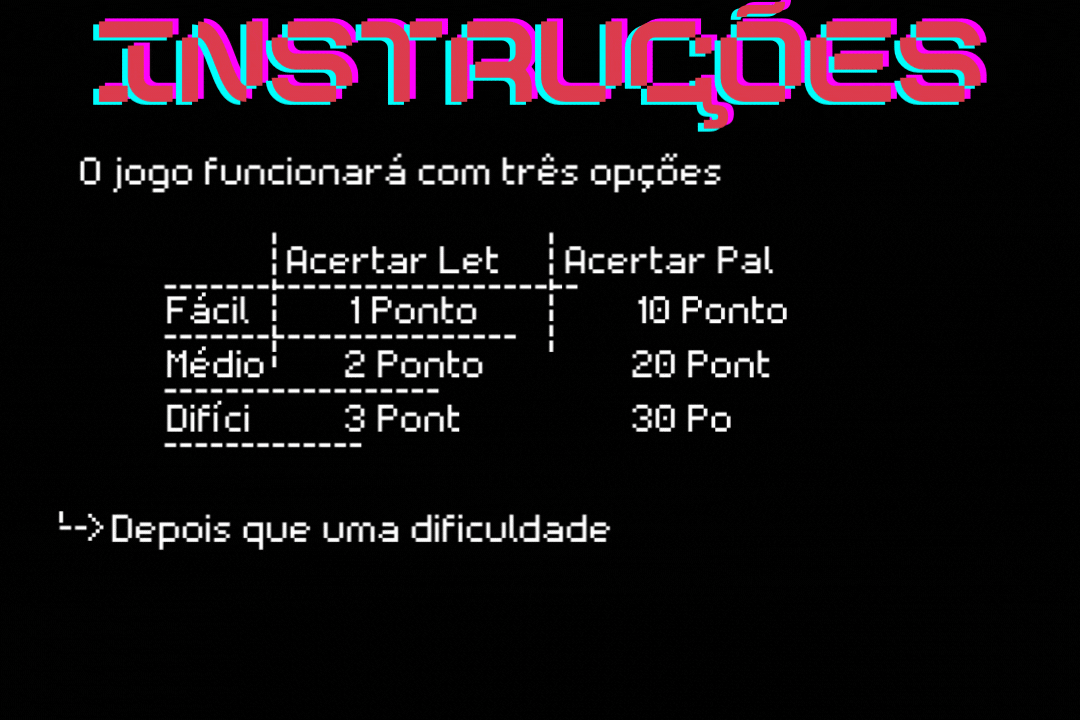 INSTRUÇÕES
O jogo funcionará com três opções
Acertar Let Acertar Pal
Fácil 1 Ponto 10 Ponto
Médio 2 Ponto 20 Pont
Difíci 3 Pont 30 Po
Depois que uma dificuldade